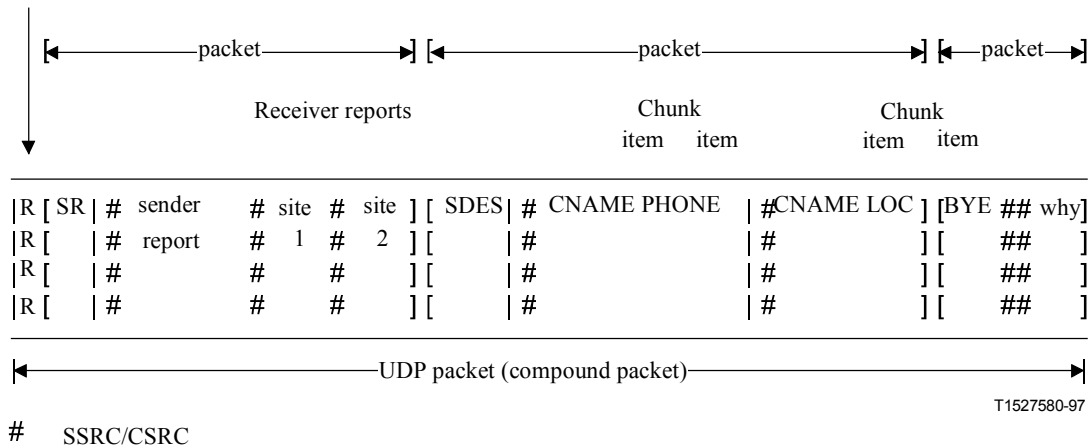 [ packet ] [ packet ] [ packet ]
Receiver reports Chunk Chunk
item item item item
|R [ SR | # sender # site # site ] [ SDES | # CNAME PHONE | #CNAME LOC ] [BYE ## why]
|R [ | # report # 1 # 2 ] [ | # | # ] [ ## ]
|R [ | # # # ] [ | # | # ] [ ## ]
|R [ | # # # ] [ | # | # ] [ ## ]
UDP packet (compound packet)
T1527580-97
# SSRC/CSRC